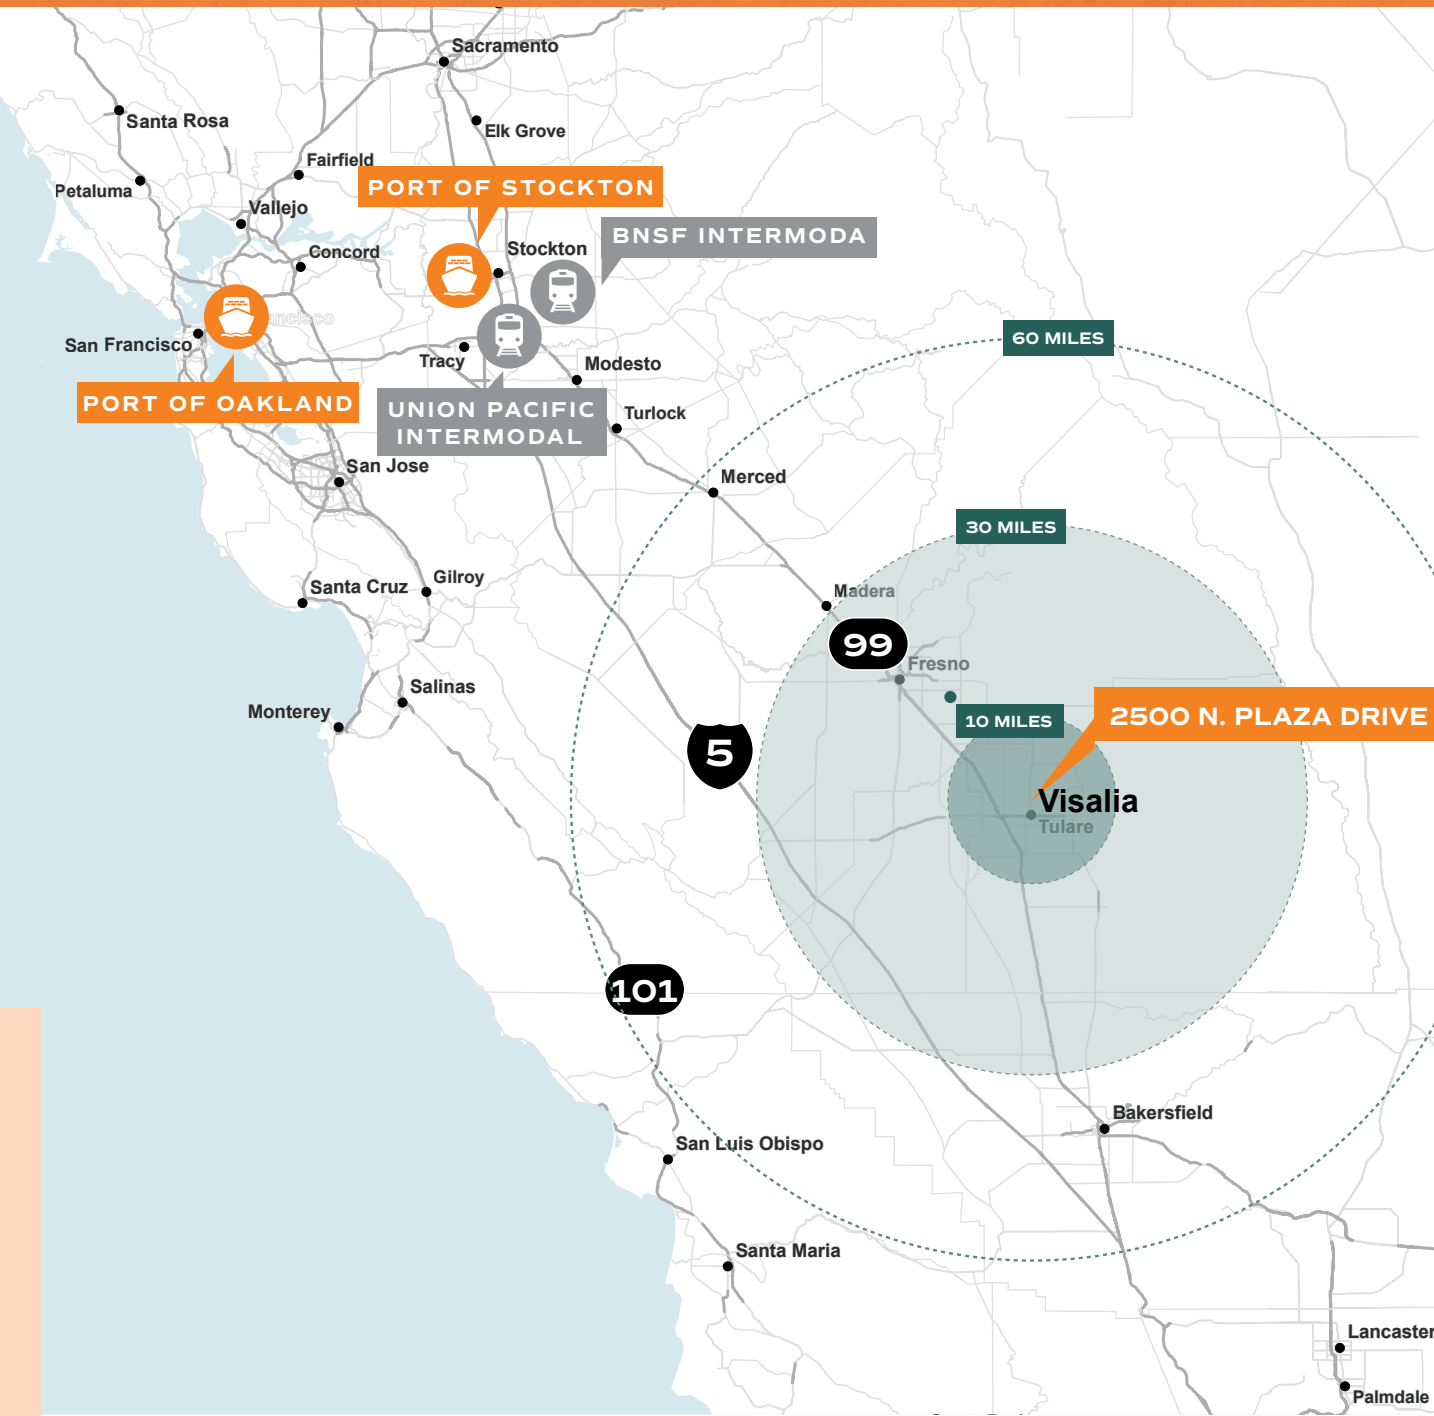 Sacramento
Santa Rosa
Elk Grove
Fairfield
PORT OF STOCKTON
Petaluma
Vallejo
BNSF INTERMODA
Stockton
Concord
San Francisco
Tracy
Modesto
60 MILES
PORT OF OAKLAND
UNION PACIFIC
INTERMODAL
Turlock
San Jose
Merced
30 MILES
Santa Cruz
Gilroy
Madera
99
Fresno
Salinas
Monterey
10 MILES
2500 N. PLAZA DRIVE
5
Visalia
Tulare
101
Bakersfield
San Luis Obispo
Santa Maria
Lancaster
Palmdale